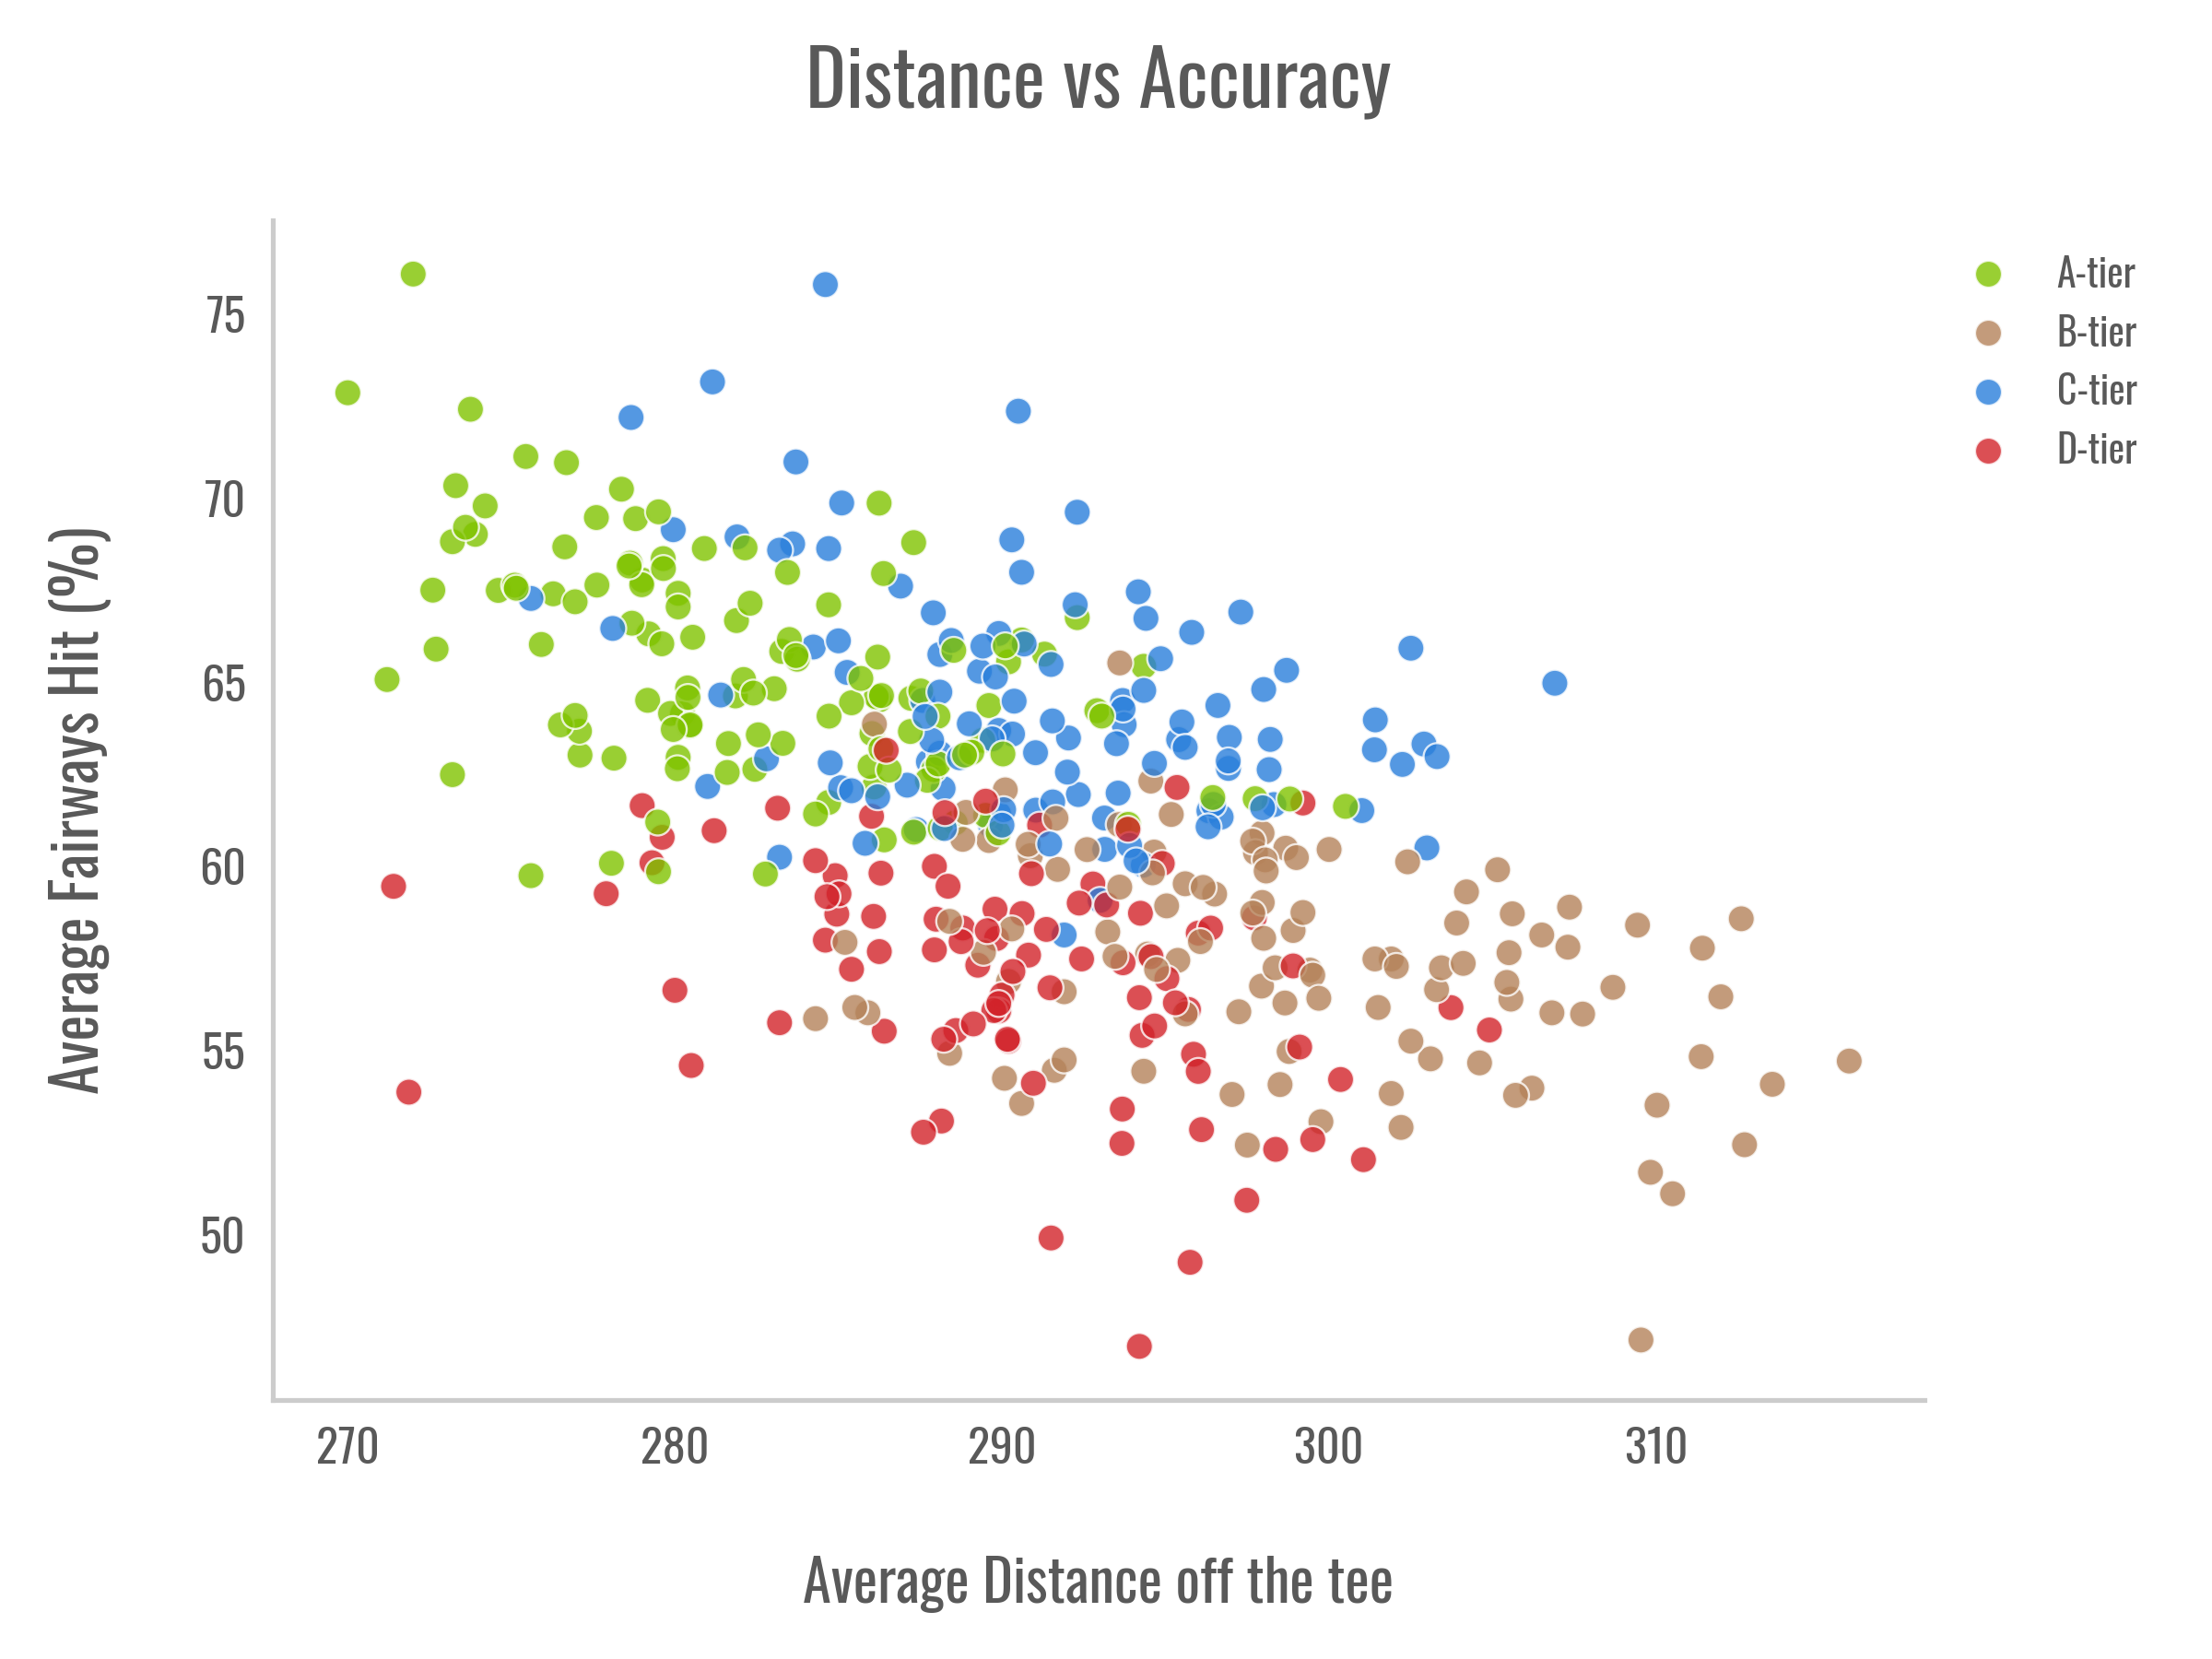 Distance vs Accuracy
Average Fairways Hit (%)
75
70
65
60
55
50
270
280
290
300
310
Average Distance off the tee
A-tier
B-tier
C-tier
D-tier